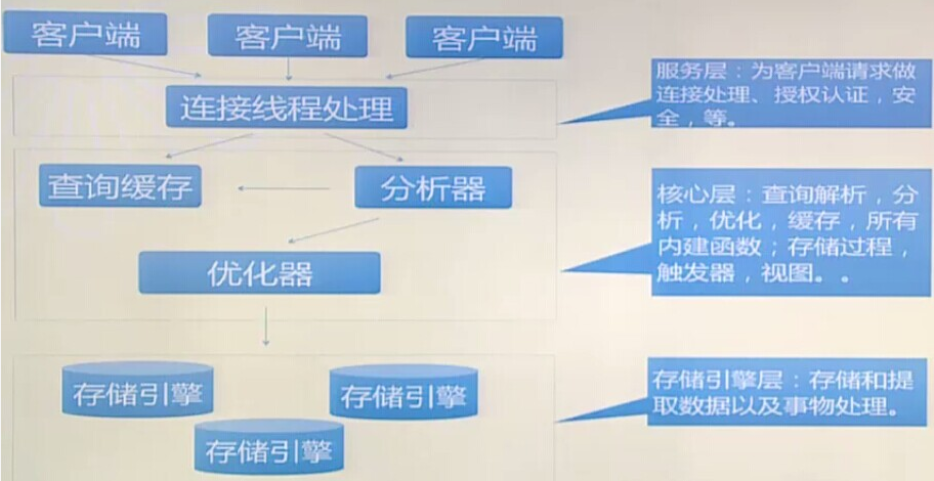 客户端
客户端
客户端
连接线程处理
服务层：为客户端请求做
连接处理、授权认证，安
全，等。
查询缓存
分析器
优化器
核心层：查询解析，分
析，优化，缓存，所有
内建函数；存储过程，
触发器，视图。。
存储引擎
存储引擎
存储引擎
存储引擎层：存储和提
取数据以及事物处理。